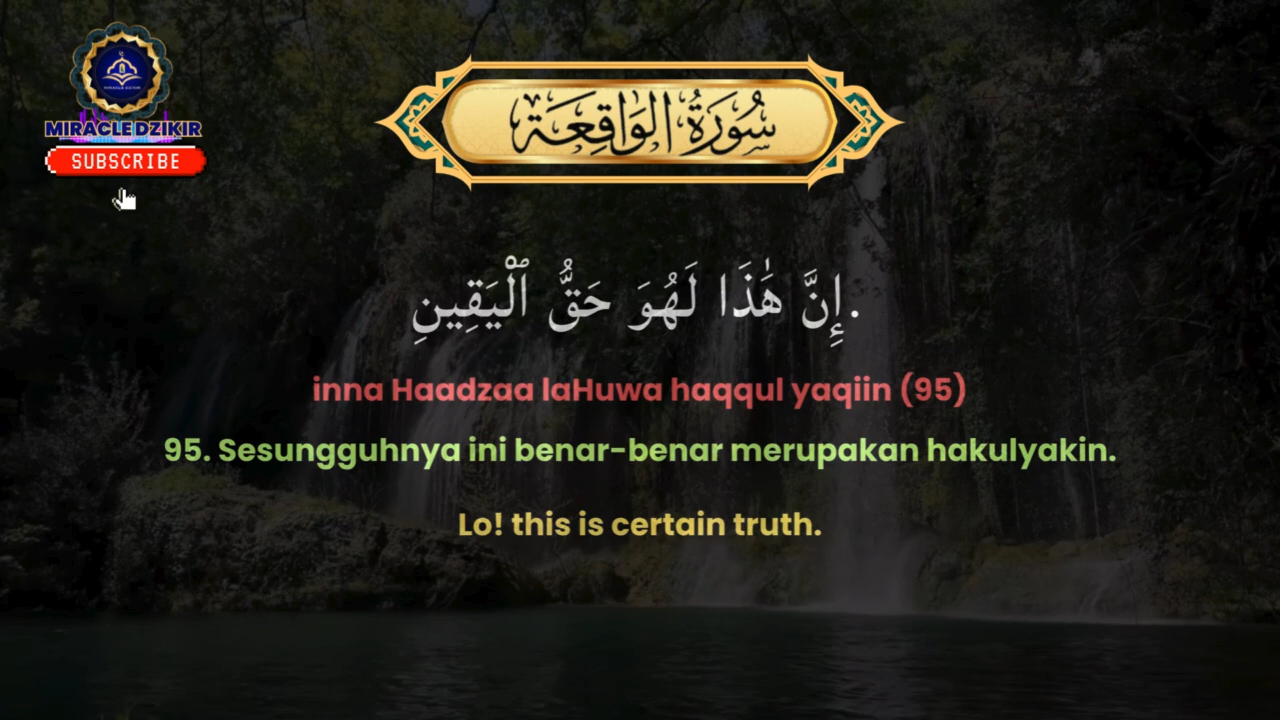 MIRACLE DZIKIR
SUBSCRIBE
سُورَةُ الوَاقِعَة
إِنَّ هَٰذَا لَهُوَ حَقُّ ٱلْيَقِينِ.
inna Haadzaa laHuwa haqqul yaqiin (95)
95. Sesungguhnya ini benar-benar merupakan hakulyakin.
Lo! this is certain truth.